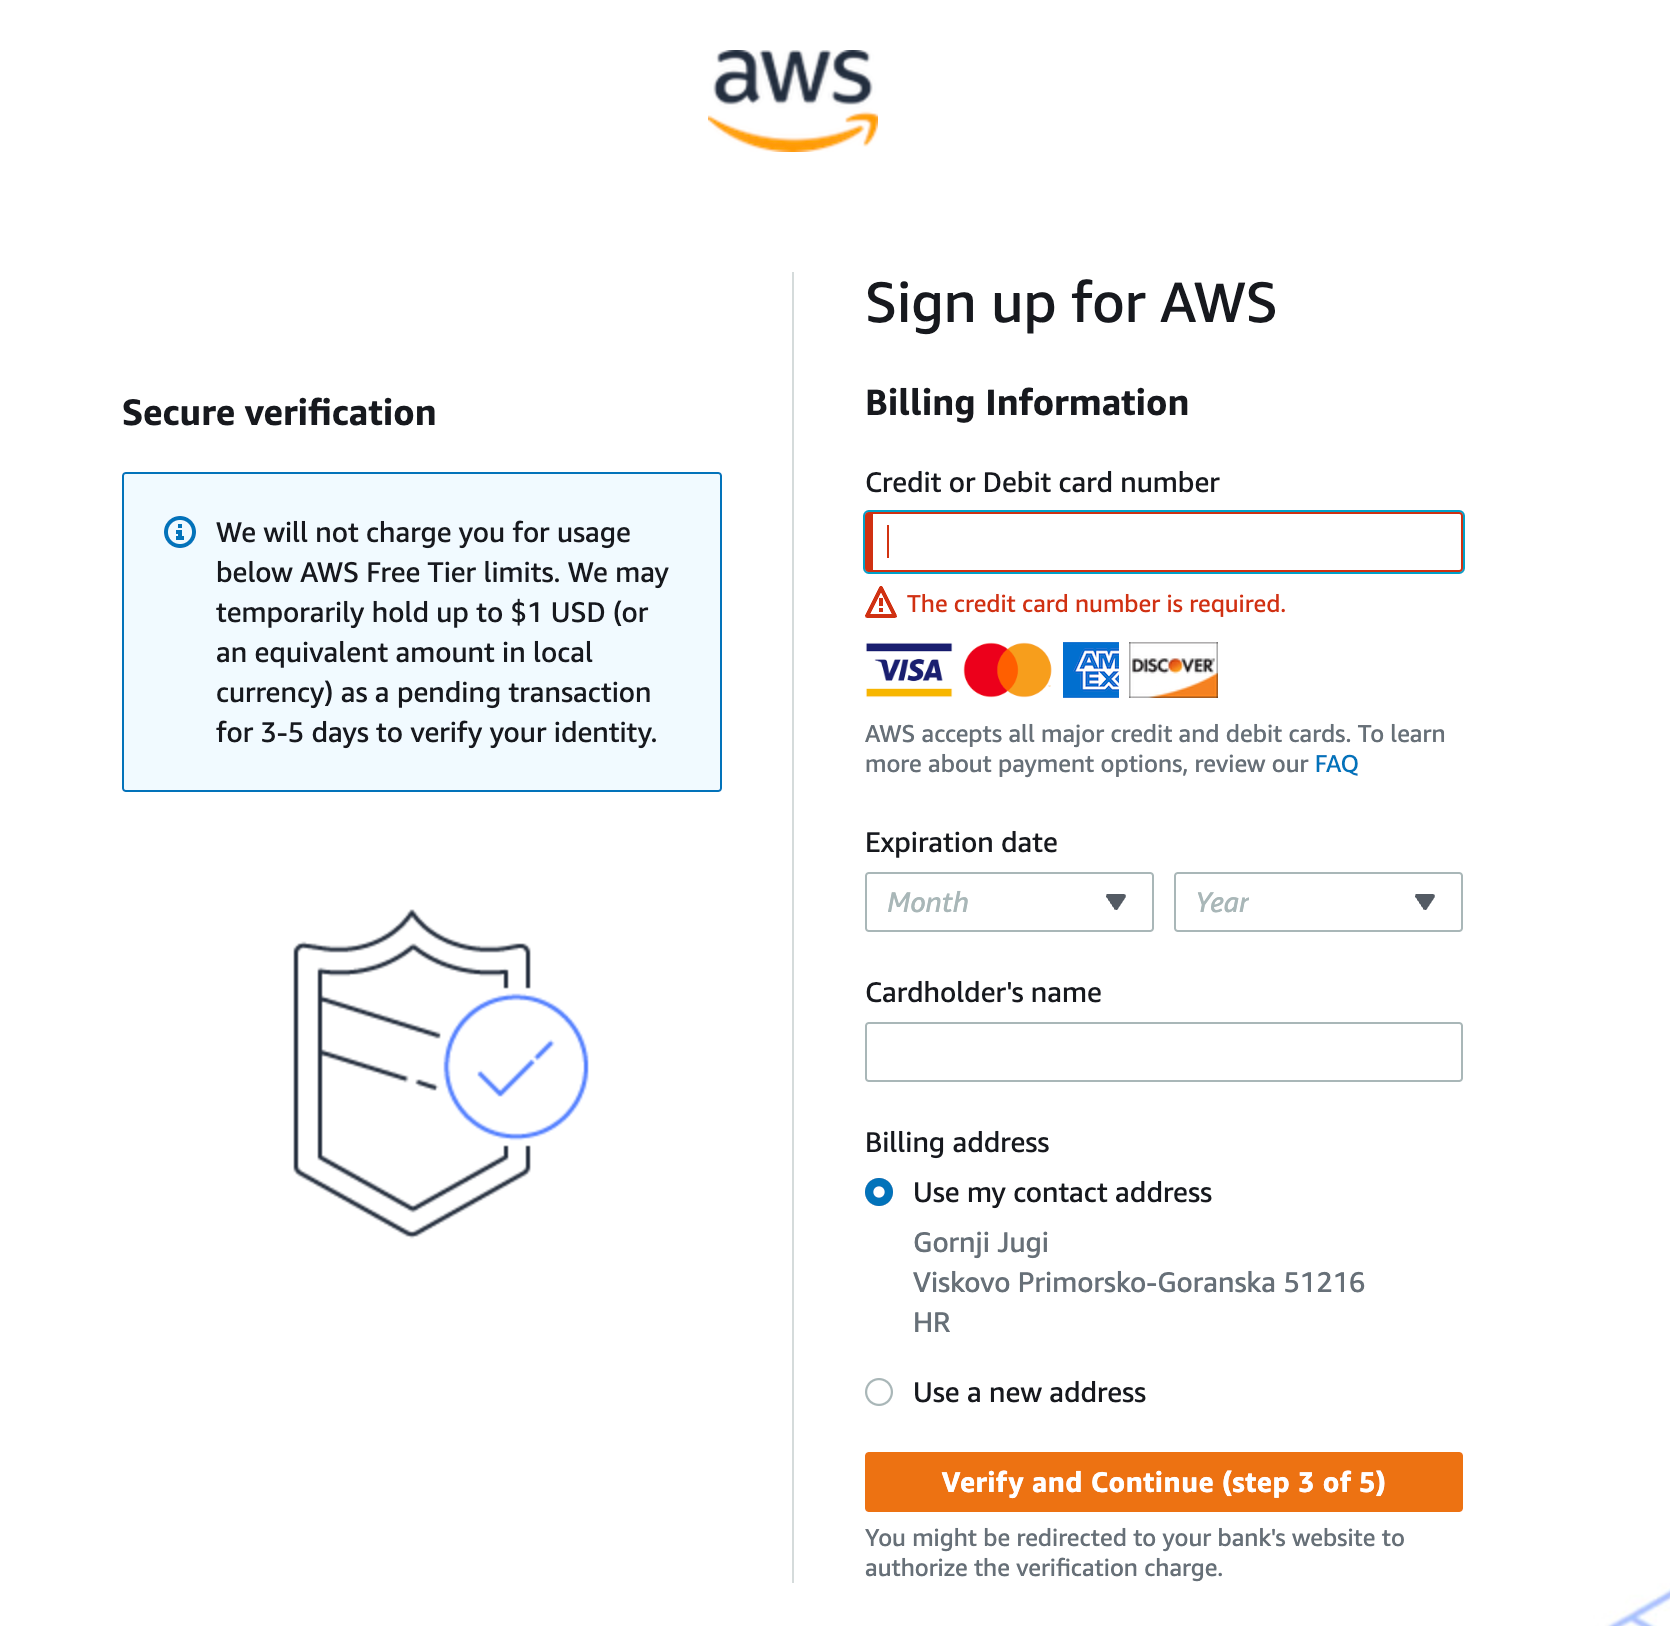 aws
Secure verification
We will not charge you for usage
below AWS Free Tier limits. We may
temporarily hold up to $1 USD (or
an equivalent amount in local
currency) as a pending transaction
for 3-5 days to verify your identity.
Sign up for AWS
Billing Information
Credit or Debit card number
The credit card number is required.
VISA AM EX DISCOVER
AWS accepts all major credit and debit cards. To learn
more about payment options, review our FAQ
Expiration date
Month Year
Cardholder's name
Billing address
Use my contact address
Gornji Jugi
Viskovo Primorsko-Goranska 51216
HR
Use a new address
Verify and Continue (step 3 of 5)
You might be redirected to your bank's website to
authorize the verification charge.